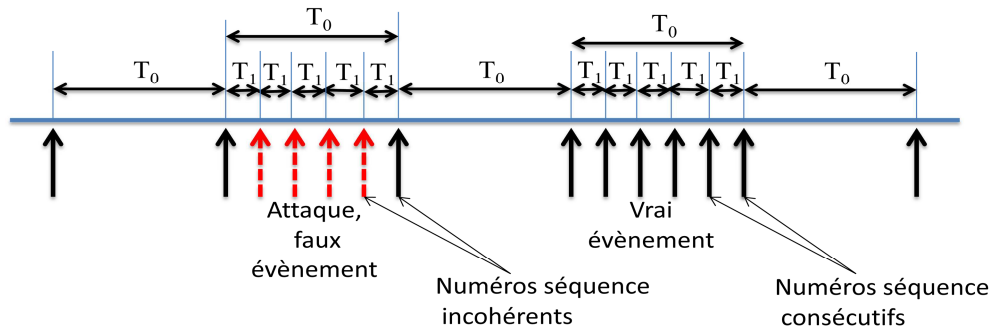 T0 T0
T0 T1 T1 T1 T1 T1 T0 T1 T1 T1 T1 T1 T0
Attaque,
faux
évènement
Vrai
évènement
Numéros séquence
incohérents
Numéros séquence
consécutifs